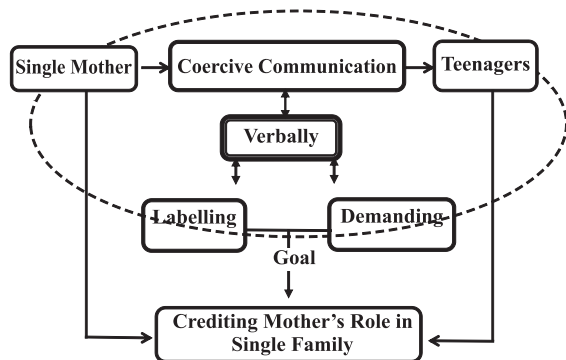 Single Mother
Coercive Communication
Teenagers
Verbally
Labelling
Demanding
Goal
Crediting Mother's Role in
Single Family